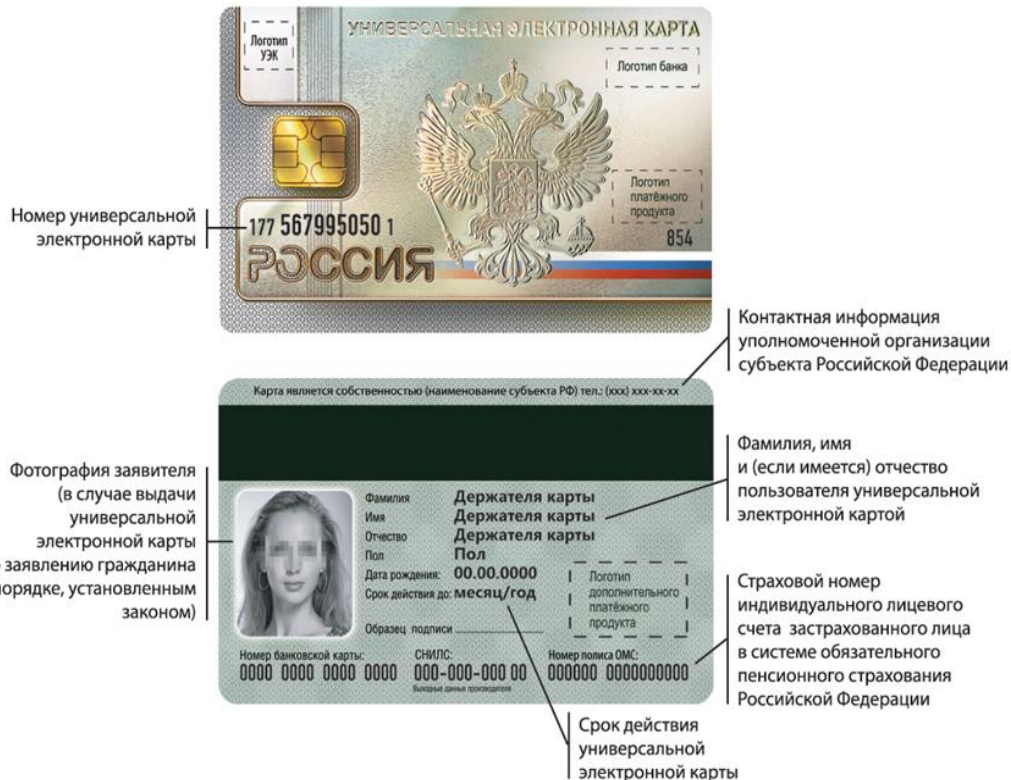 Логотип
УЭК
УНИВЕРСАЛЬНАЯ ЭЛЕКТРОННАЯ КАРТА
Логотип банка
Логотип
платёжного
продукта
854
Номер универсальной
электронной карты
177 567995050 1
РОССИЯ
Контактная информация
уполномоченной организации
субъекта Российской Федерации
Карта является собственностью (наименование субъекта РФ) тел.: (xxx) xxx-xx-xx
Фотография заявителя
(в случае выдачи
универсальной
электронной карты
заявлению гражданина
порядке, установленным
законом)
Фамилия Держателя карты
Имя Держателя карты
Отчество Держателя карты
Пол Пол
Дата рождения: 00.00.0000
Срок действия до: месяц/год
Образец подписи
Логотип
дополнительного
платёжного
продукта
Номер банковской карты:
0000 0000 0000 0000
СНИЛС:
000-000-000 00
Выходные данные производителя
Номер полиса ОМС:
000000 0000000000
Фамилия, имя
и (если имеется) отчество
пользователя универсальной
электронной картой
Страховой номер
индивидуального лицевого
счета застрахованного лица
в системе обязательного
пенсионного страхования
Российской Федерации
Срок действия
универсальной
электронной карты